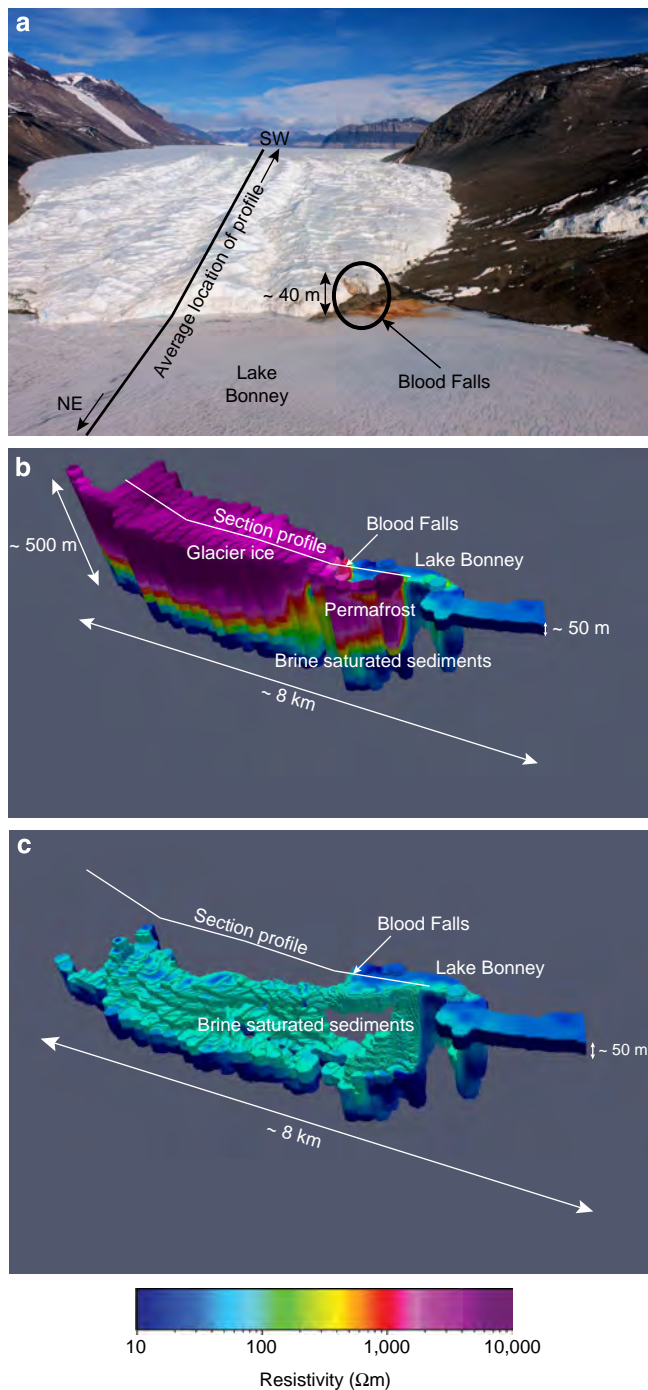 a
SW
Average location of profile
~ 40 m
NE
Lake
Bonney
Blood Falls
b
~ 500 m
Section profile
Blood Falls
Glacier ice
Lake Bonney
Permafrost
~ 50 m
Brine saturated sediments
~ 8 km
c
Section profile
Blood Falls
Lake Bonney
Brine saturated sediments
~ 50 m
~ 8 km
10 100 1,000 10,000
Resistivity (Ωm)